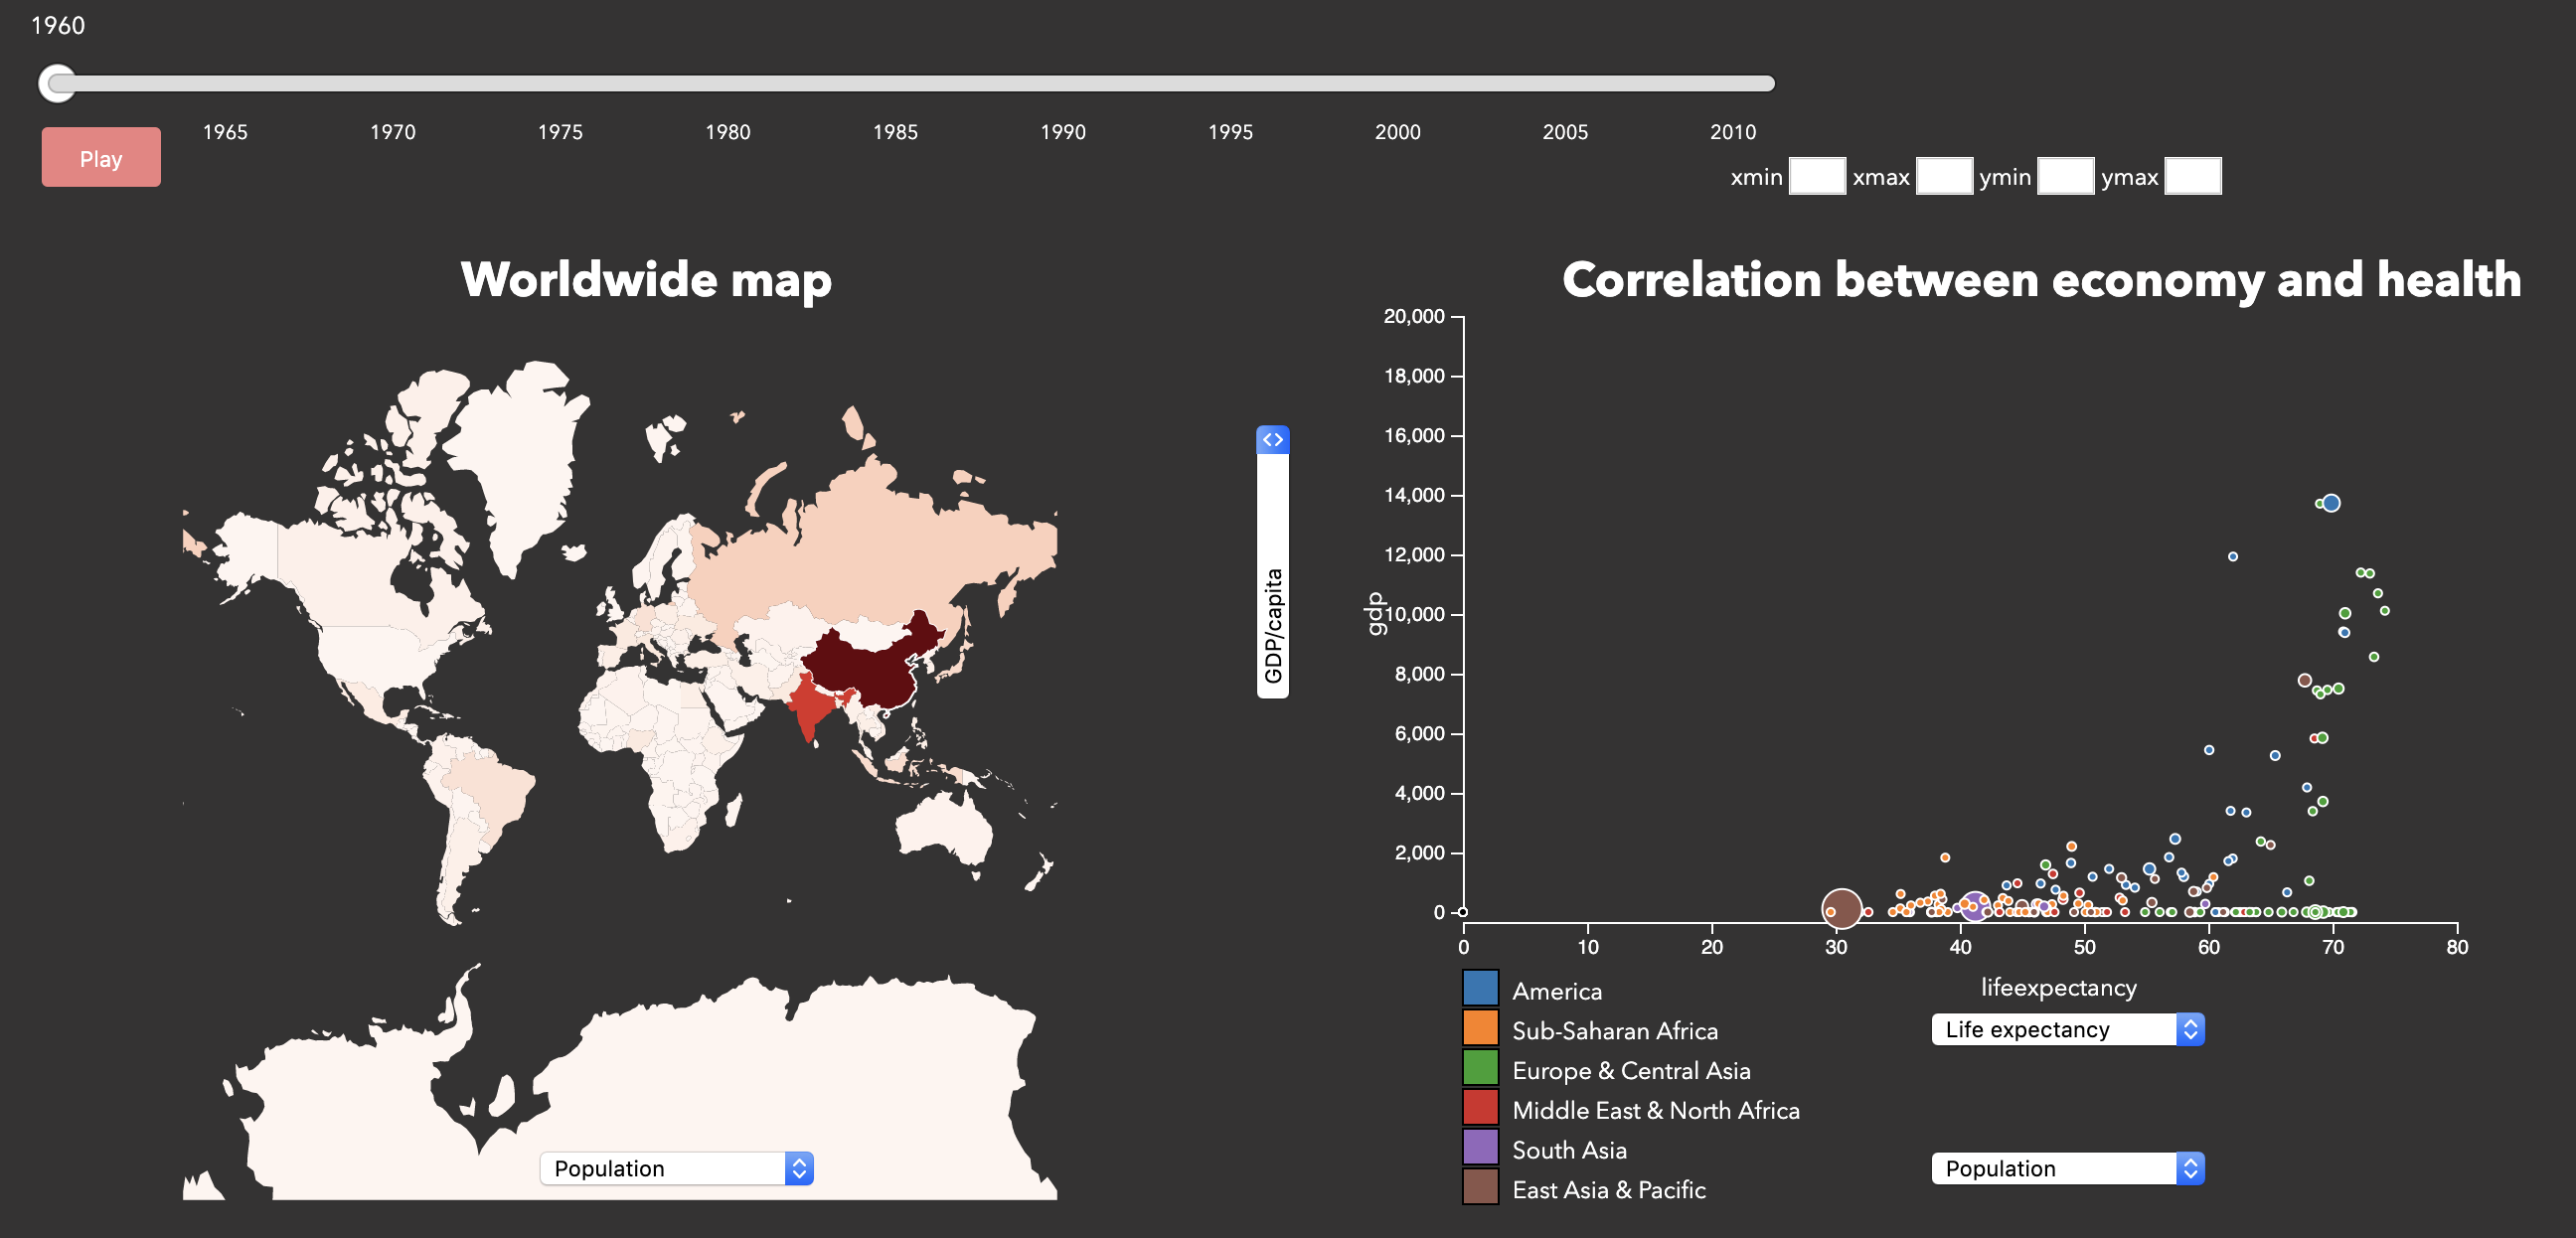 1960
1965 1970 1975 1980 1985 1990 1995 2000 2005 2010
Play
xmin xmax ymin ymax
Worldwide map
Correlation between economy and health
20,000
18,000
16,000
14,000
12,000
10,000
8,000
6,000
4,000
2,000
0
gdp
GDP/capita
0 10 20 30 40 50 60 70 80
lifeexpectancy
America
Sub-Saharan Africa
Europe & Central Asia
Middle East & North Africa
South Asia
East Asia & Pacific
Life expectancy
Population
Population